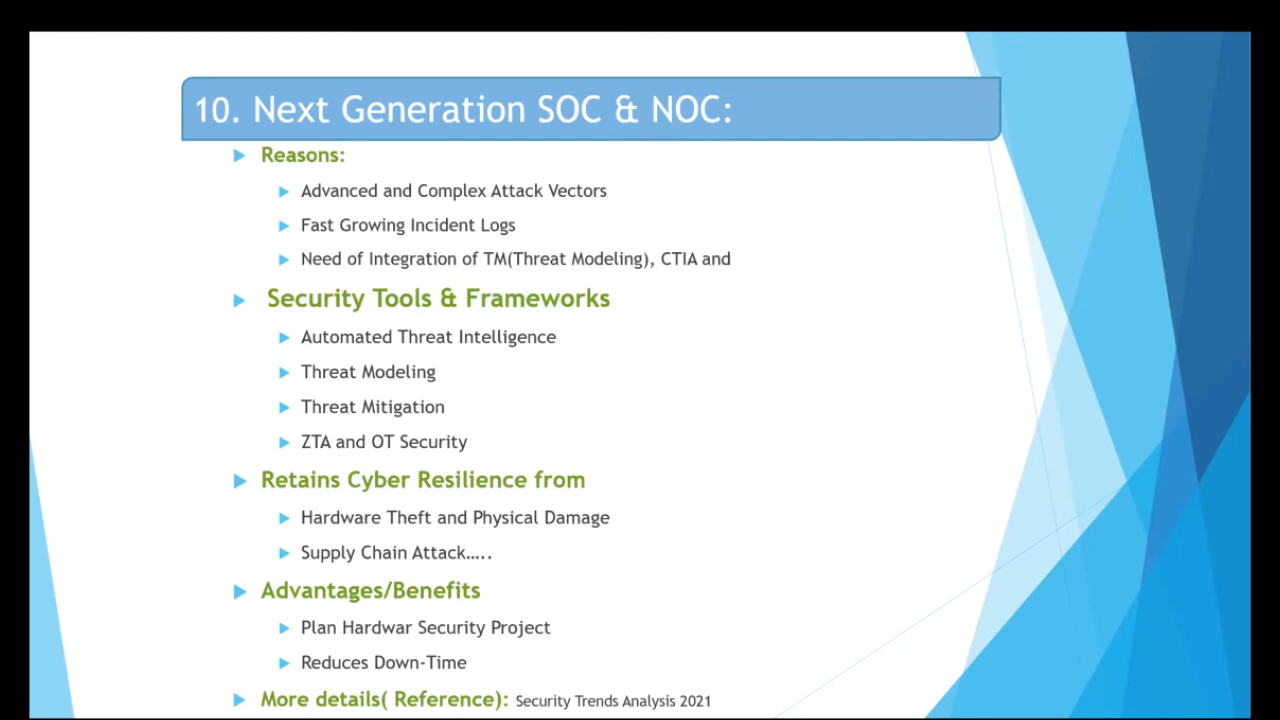 10. Next Generation SOC & NOC:
Reasons:
Advanced and Complex Attack Vectors
Fast Growing Incident Logs
Need of Integration of TM(Threat Modeling), CTIA and
Security Tools & Frameworks
Automated Threat Intelligence
Threat Modeling
Threat Mitigation
ZTA and OT Security
Retains Cyber Resilience from
Hardware Theft and Physical Damage
Supply Chain Attack…..
Advantages/Benefits
Plan Hardwar Security Project
Reduces Down-Time
More details( Reference): Security Trends Analysis 2021